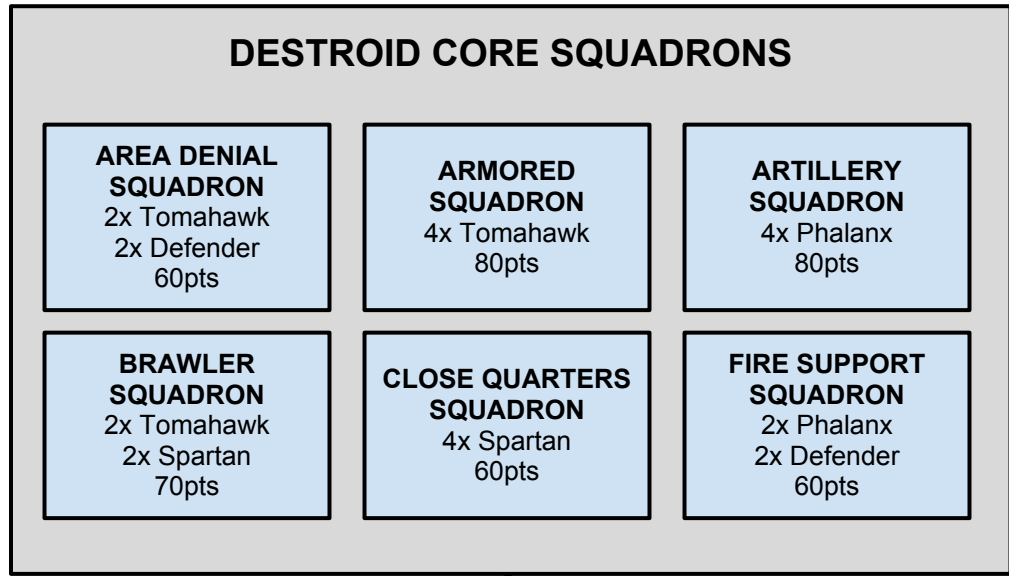 DESTROID CORE SQUADRONS
AREA DENIAL
SQUADRON
2x Tomahawk
2x Defender
60pts
ARMORED
SQUADRON
4x Tomahawk
80pts
ARTILLERY
SQUADRON
4x Phalanx
80pts
BRAWLER
SQUADRON
2x Tomahawk
2x Spartan
70pts
CLOSE QUARTERS
SQUADRON
4x Spartan
60pts
FIRE SUPPORT
SQUADRON
2x Phalanx
2x Defender
60pts